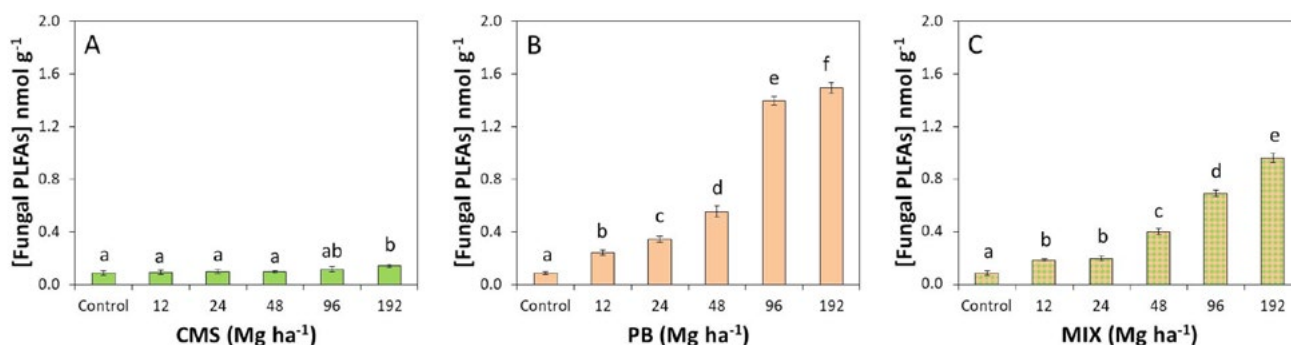 A
[Fungal PLFAs] nmol g⁻¹
2.0
1.6
1.2
0.8
0.4
0.0
a
a
a
a
ab
b
Control 12 24 48 96 192
CMS (Mg ha⁻¹)
B
[Fungal PLFAs] nmol g⁻¹
2.0
1.6
1.2
0.8
0.4
0.0
a
b
c
d
e
f
Control 12 24 48 96 192
PB (Mg ha⁻¹)
C
[Fungal PLFAs] nmol g⁻¹
2.0
1.6
1.2
0.8
0.4
0.0
a
b
b
c
d
e
Control 12 24 48 96 192
MIX (Mg ha⁻¹)